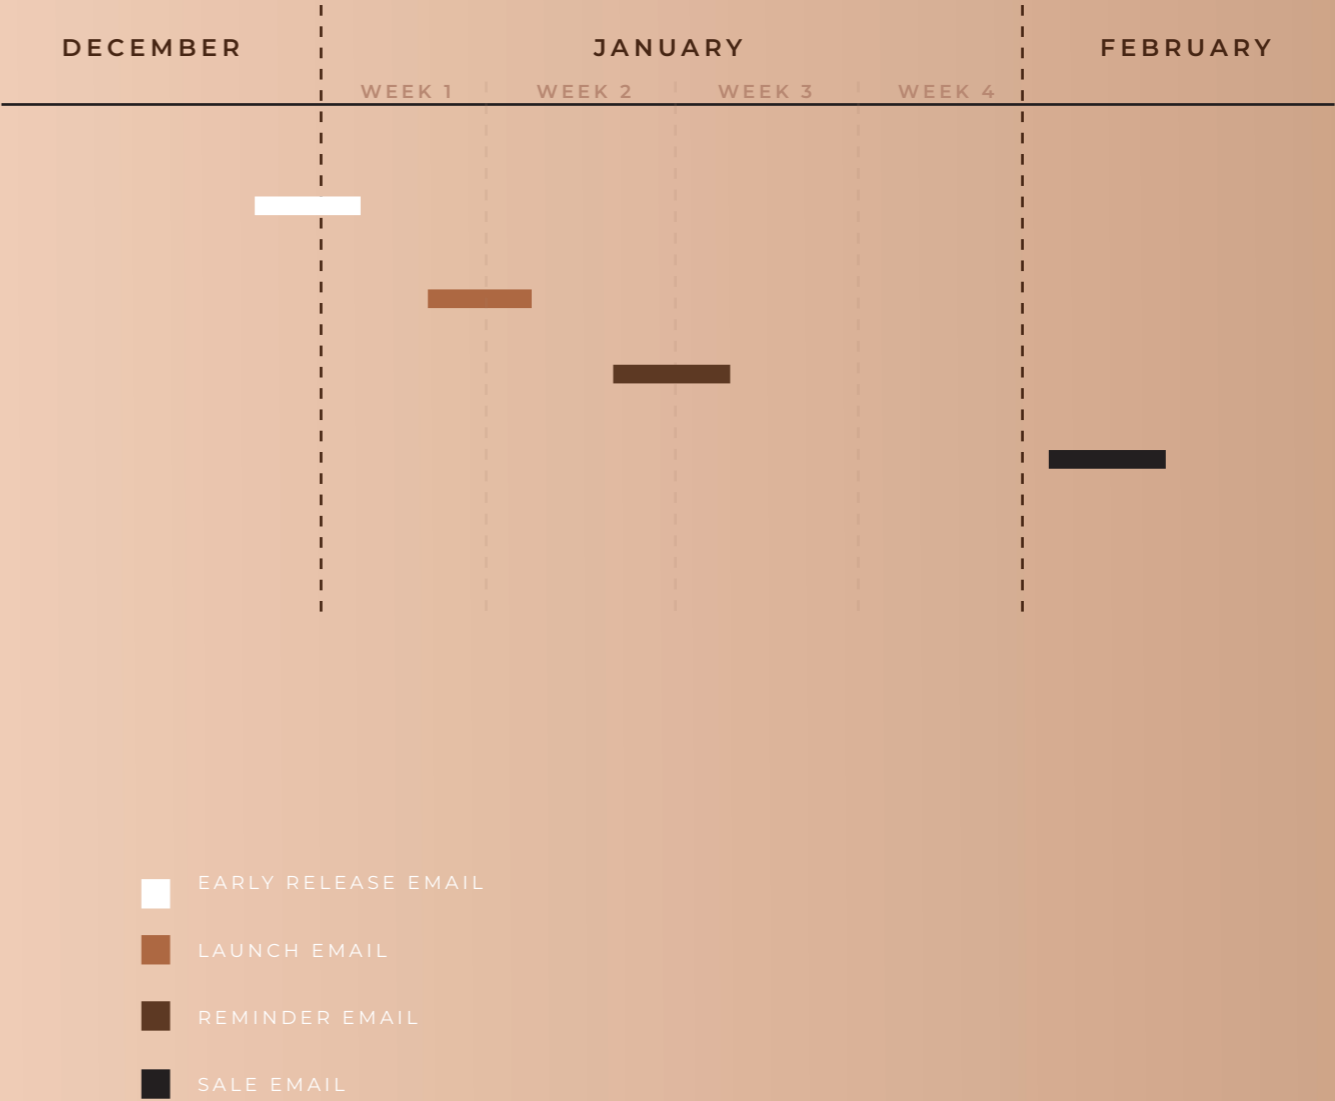 DECEMBER
JANUARY
FEBRUARY
WEEK 1
WEEK 2
WEEK 3
WEEK 4
EARLY RELEASE EMAIL
LAUNCH EMAIL
REMINDER EMAIL
SALE EMAIL